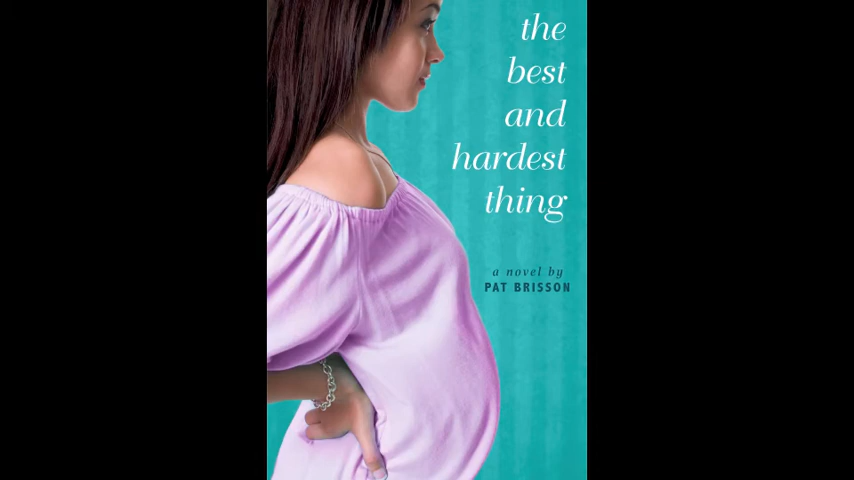 the
best
and
hardest
thing
a novel by
PAT BRISSON